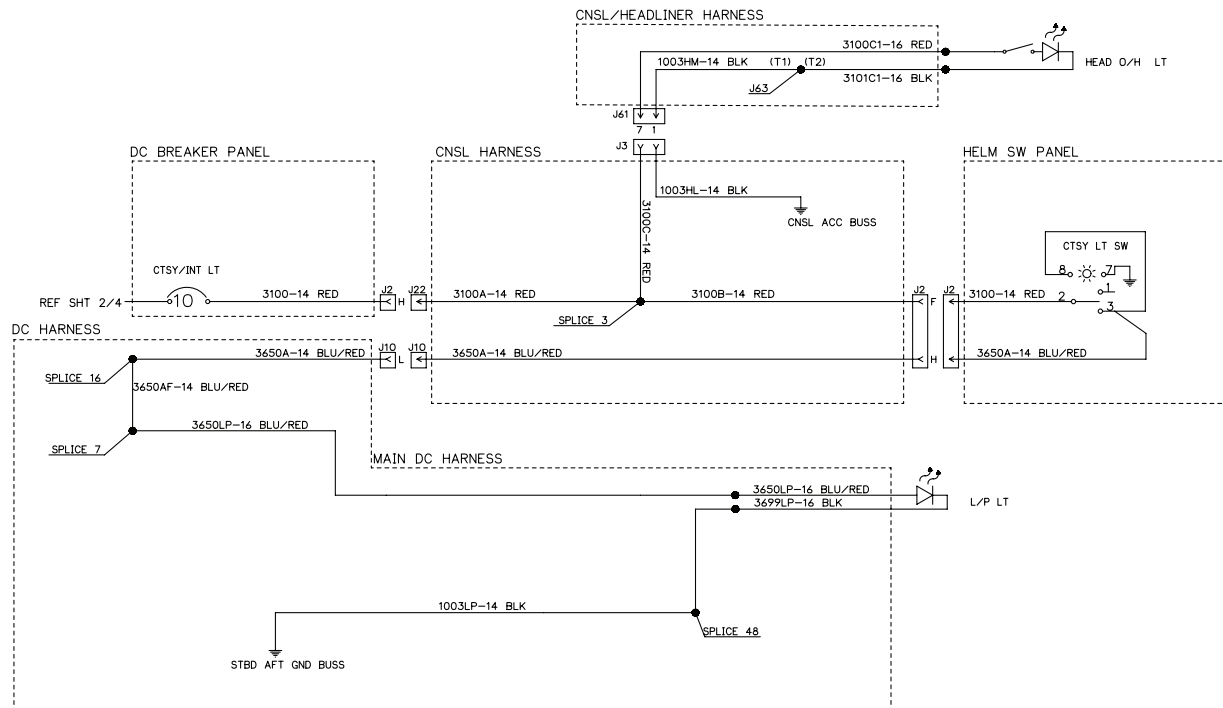 CNSL/HEADLINER HARNESS
3100C1-16 RED
1003HM-14 BLK (T1) (T2)
HEAD O/H LT
3101C1-16 BLK
J63
J61
7 1
J3
DC BREAKER PANEL
CNSL HARNESS
HELM SW PANEL
1003HL-14 BLK
3100C-14 RED
CNSL ACC BUSS
CTSY LT SW
8 7
CTSY/INT LT
1
REF SHT 2/4
10
3100-14 RED
J2 H J22
3100A-14 RED
3100B-14 RED
J2 F J2
3100-14 RED
2
3
SPLICE 3
DC HARNESS
J10 L J10
3650A-14 BLU/RED
3650A-14 BLU/RED
H
3650A-14 BLU/RED
SPLICE 16
3650AF-14 BLU/RED
3650LP-16 BLU/RED
SPLICE 7
MAIN DC HARNESS
3650LP-16 BLU/RED
3699LP-16 BLK
L/P LT
1003LP-14 BLK
SPLICE 48
STBD AFT GND BUSS